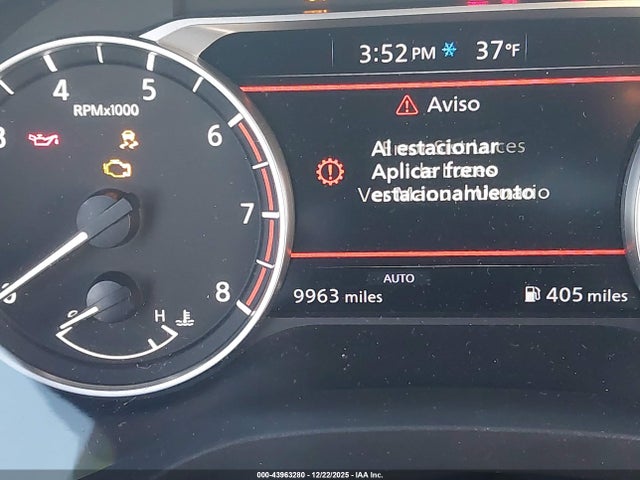 3:52 PM 37°F
4 5 6 7 8
RPMx1000
Aviso
Al estacionar
Aplicar freno
estacionamiento
H
AUTO
9963 miles 405 miles
000-43963280 - 12/22/2025 - IAA Inc.